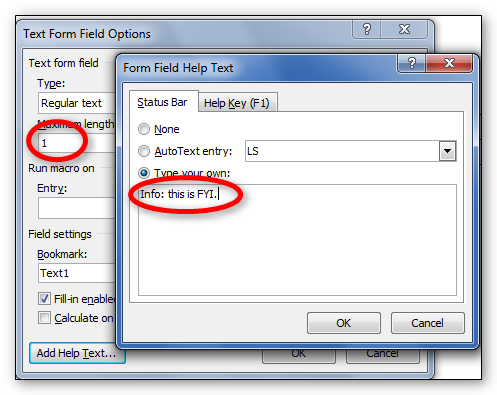 Text Form Field Options
Text form field
Type:
Regular text
Maximum length
1
Run macro on
Entry:
Field settings
Bookmark:
Text1
Fill-in enabled
Calculate on
Add Help Text...
OK
Cancel
Form Field Help Text
Status Bar
Help Key (F1)
None
AutoText entry:
LS
Type your own:
Info: this is FYI.
OK
Cancel